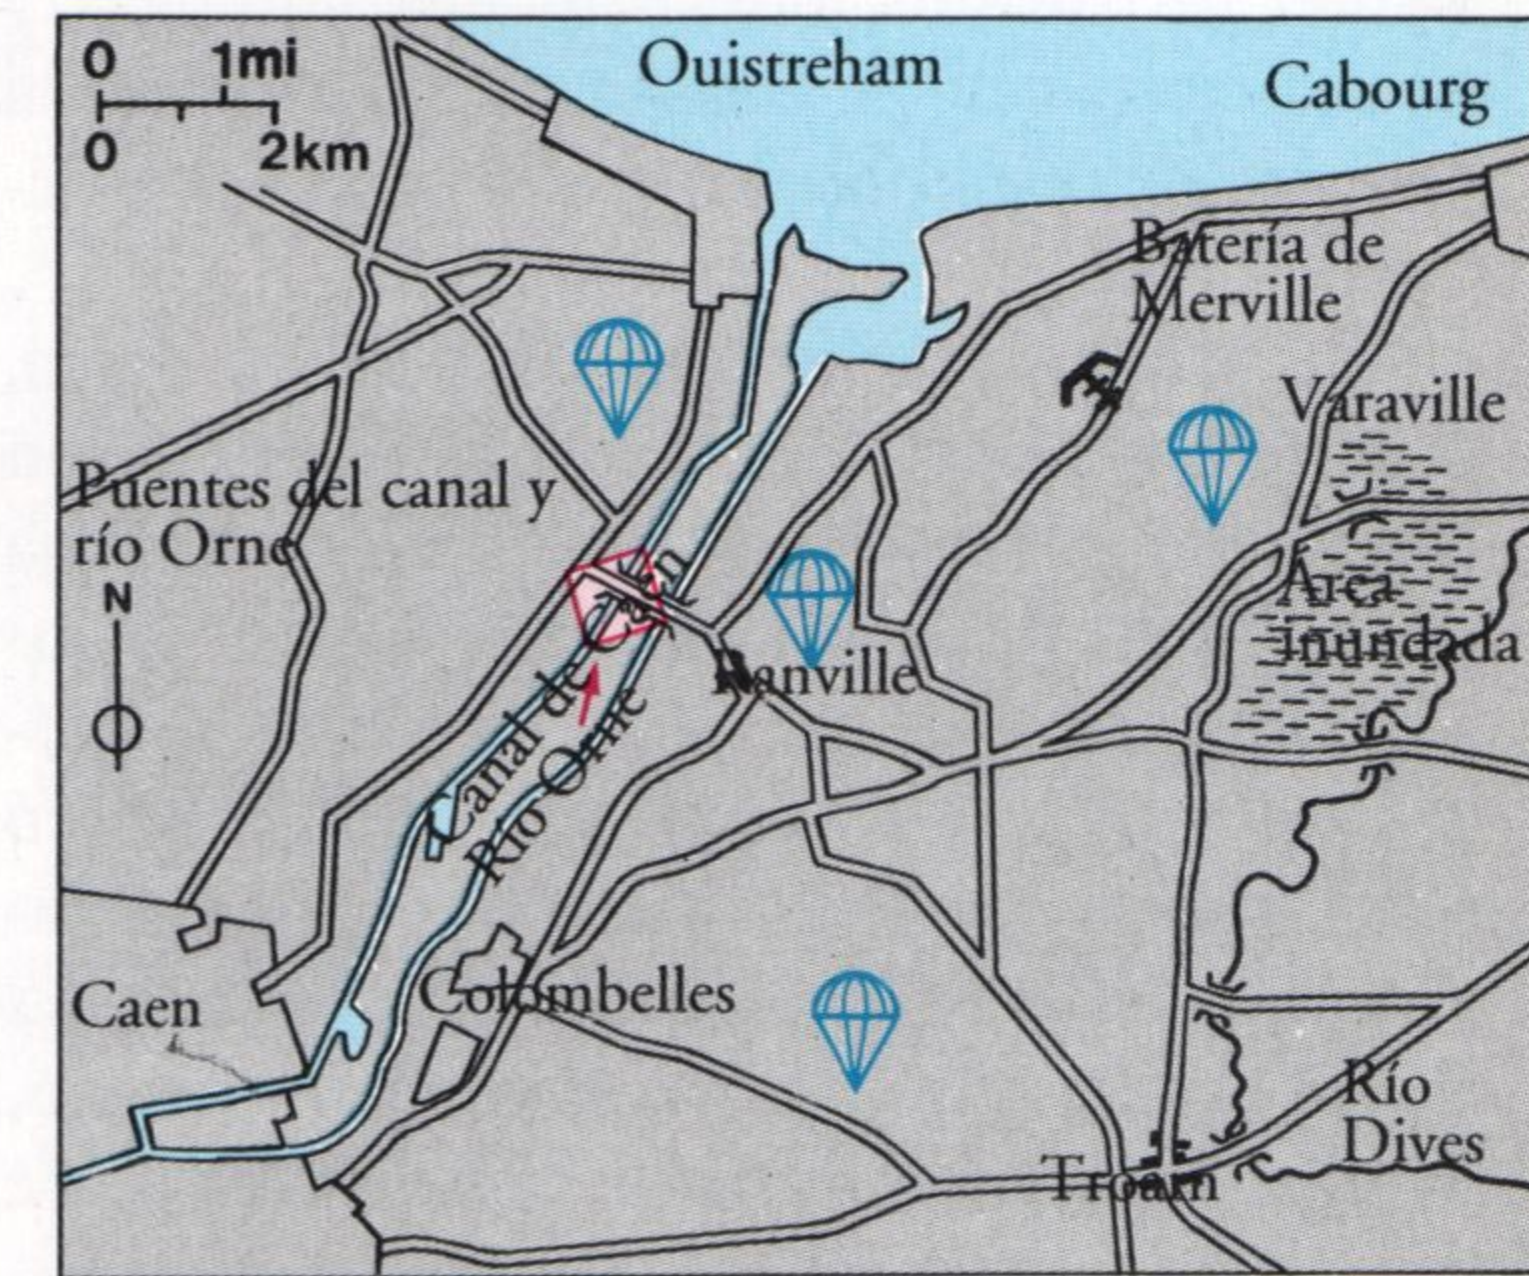 0 1mi
0 2km
Ouistreham
Cabourg
Batería de
Merville
Varaville
Puentes del canal y
río Orne
N
Área
inundada
Canal de Caen
Ranville
Río Orne
Caen
Colombelles
Río
Dives
Troarn